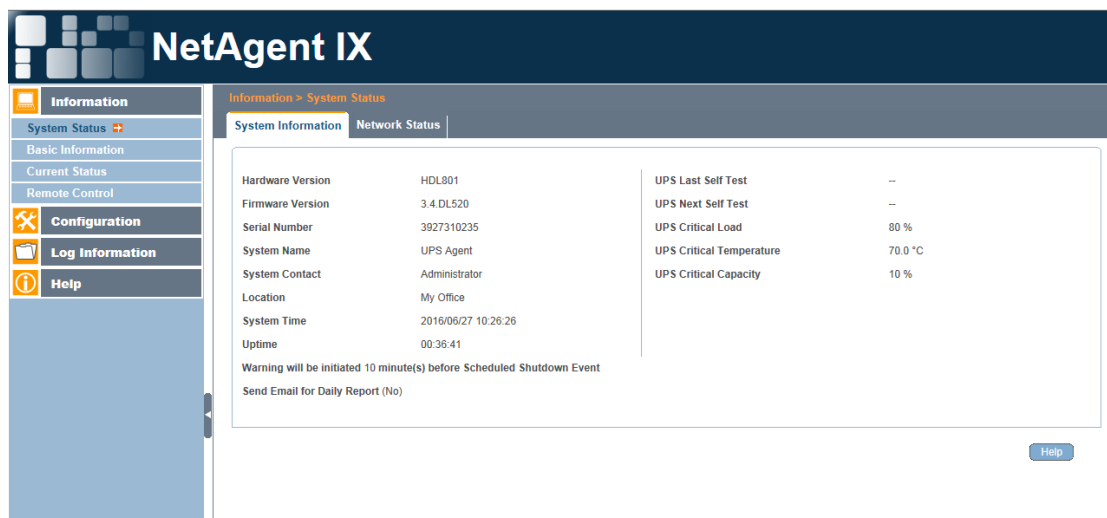 NetAgent IX
Information
System Status
Basic Information
Current Status
Remote Control
Configuration
Log Information
Help
Information > System Status
System Information
Network Status
Hardware Version HDL801
Firmware Version 3.4.DL520
Serial Number 3927310235
System Name UPS Agent
System Contact Administrator
Location My Office
System Time 2016/06/27 10:26:26
Uptime 00:36:41
Warning will be initiated 10 minute(s) before Scheduled Shutdown Event
Send Email for Daily Report (No)
UPS Last Self Test --
UPS Next Self Test --
UPS Critical Load 80 %
UPS Critical Temperature 70.0 °C
UPS Critical Capacity 10 %
Help